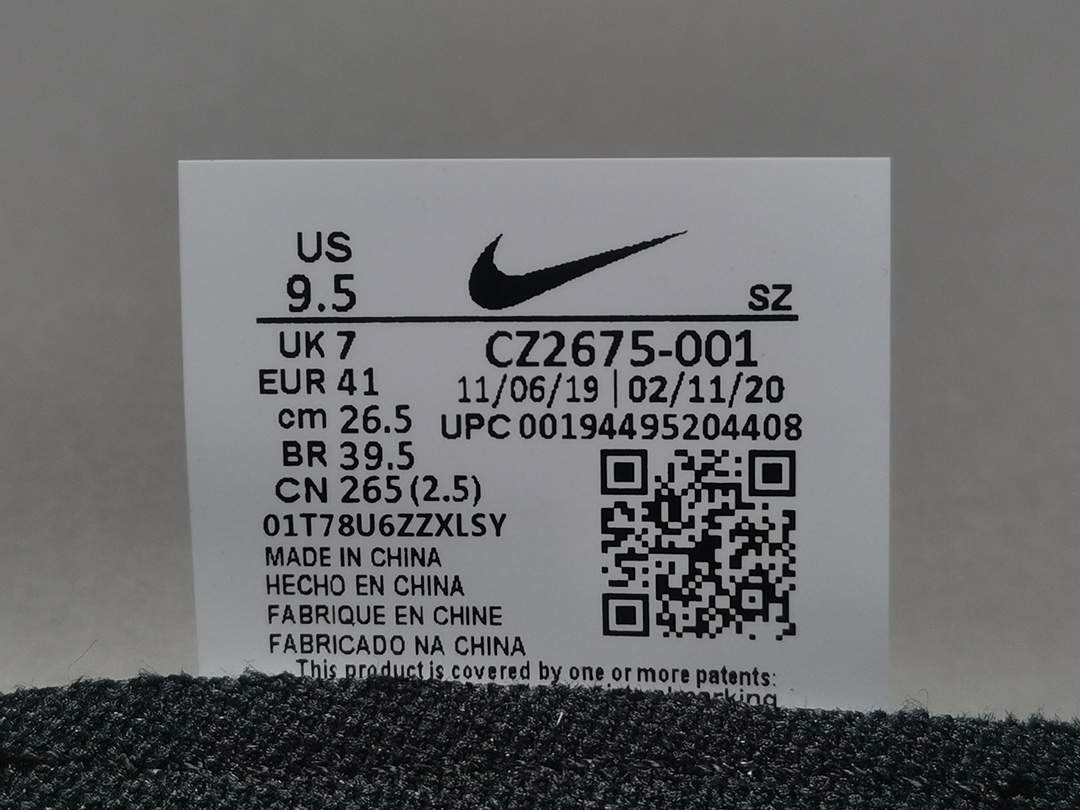 US
9.5
SZ
UK 7
EUR 41
cm 26.5
BR 39.5
CN 265 (2.5)
CZ2675-001
11/06/19 | 02/11/20
UPC 00194495204408
01T78U6ZZXLSY
MADE IN CHINA
HECHO EN CHINA
FABRIQUE EN CHINE
FABRICADO NA CHINA
This product is covered by one or more patents:
marking